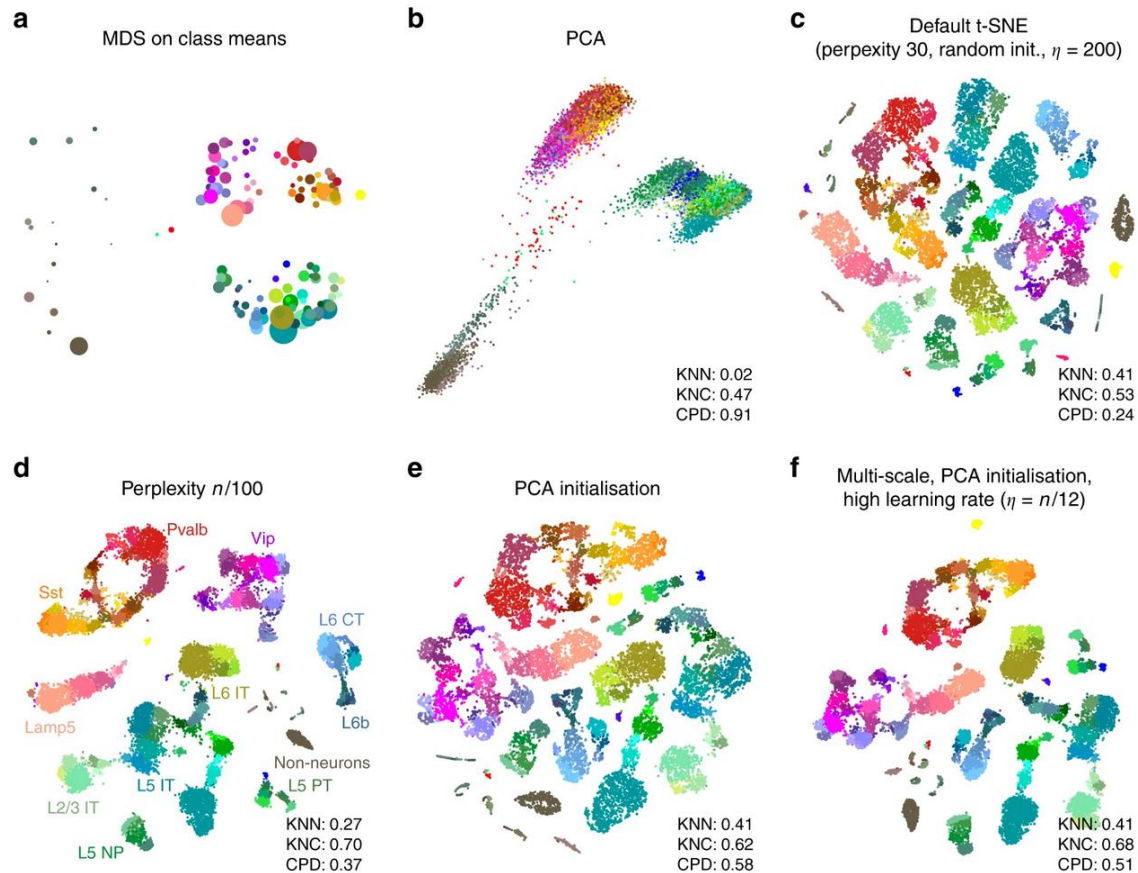 a
MDS on class means
b
PCA
KNN: 0.02
KNC: 0.47
CPD: 0.91
c
Default t-SNE
(perpexity 30, random init., η = 200)
KNN: 0.41
KNC: 0.53
CPD: 0.24
d
Perplexity n/100
Pvalb
Vip
Sst
L6 CT
L6 IT
Lamp5
L6b
Non-neurons
L5 IT
L5 PT
L2/3 IT
L5 NP
KNN: 0.27
KNC: 0.70
CPD: 0.37
e
PCA initialisation
KNN: 0.41
KNC: 0.62
CPD: 0.58
f
Multi-scale, PCA initialisation,
high learning rate (η = n/12)
KNN: 0.41
KNC: 0.68
CPD: 0.51